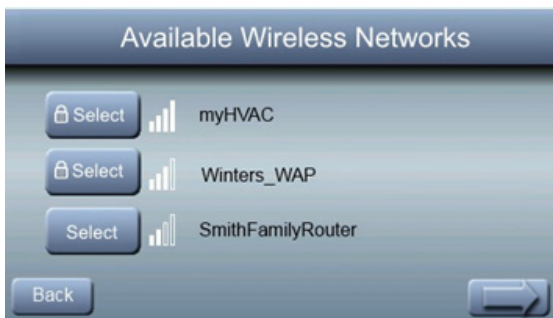 Available Wireless Networks
Select myHVAC
Select Winters_WAP
Select SmithFamilyRouter
Back